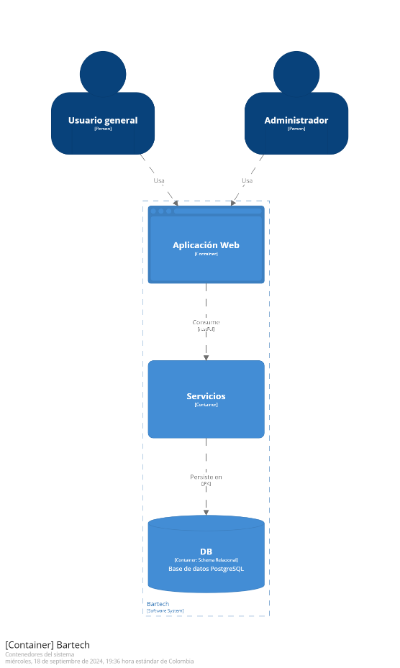 Usuario general
[Person]
Administrador
[Person]
Usa
Usa
Aplicación Web
[Container]
Consume
Servicios
[Container]
Persiste en
DB
[Container: Schema Relacional]
Base de datos PostgreSQL
Bartech
[Software System]
[Container] Bartech
Contenedores del sistema
miércoles, 18 de septiembre de 2024, 19:36 hora estándar de Colombia